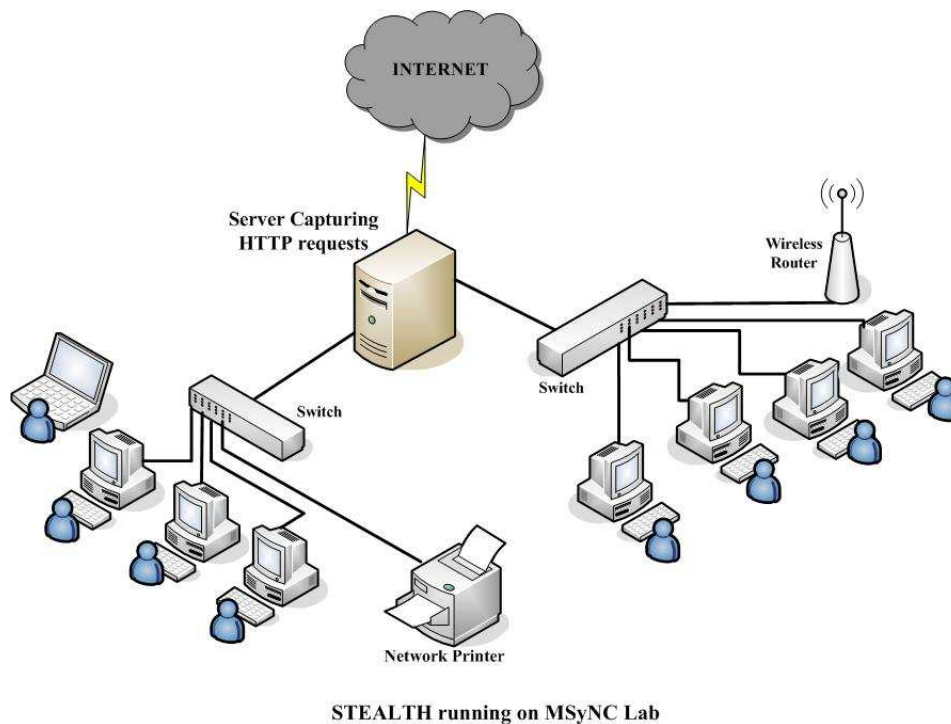 INTERNET
Server Capturing
HTTP requests
Wireless
Router
Switch
Switch
Network Printer
STEALTH running on MSyNC Lab